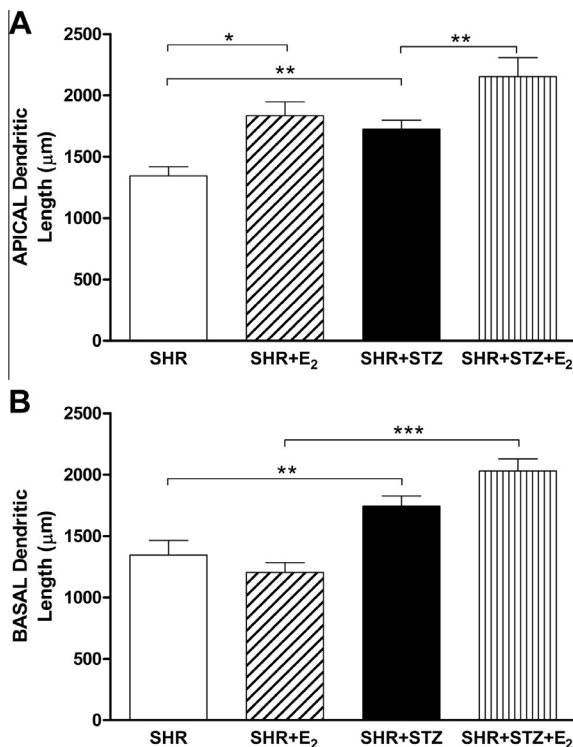 A
APICAL Dendritic
Length (μm)
2500
2000
1500
1000
500
0
*
**
**
SHR
SHR+E₂
SHR+STZ
SHR+STZ+E₂
B
BASAL Dendritic
Length (μm)
2500
2000
1500
1000
500
0
***
**
SHR
SHR+E₂
SHR+STZ
SHR+STZ+E₂